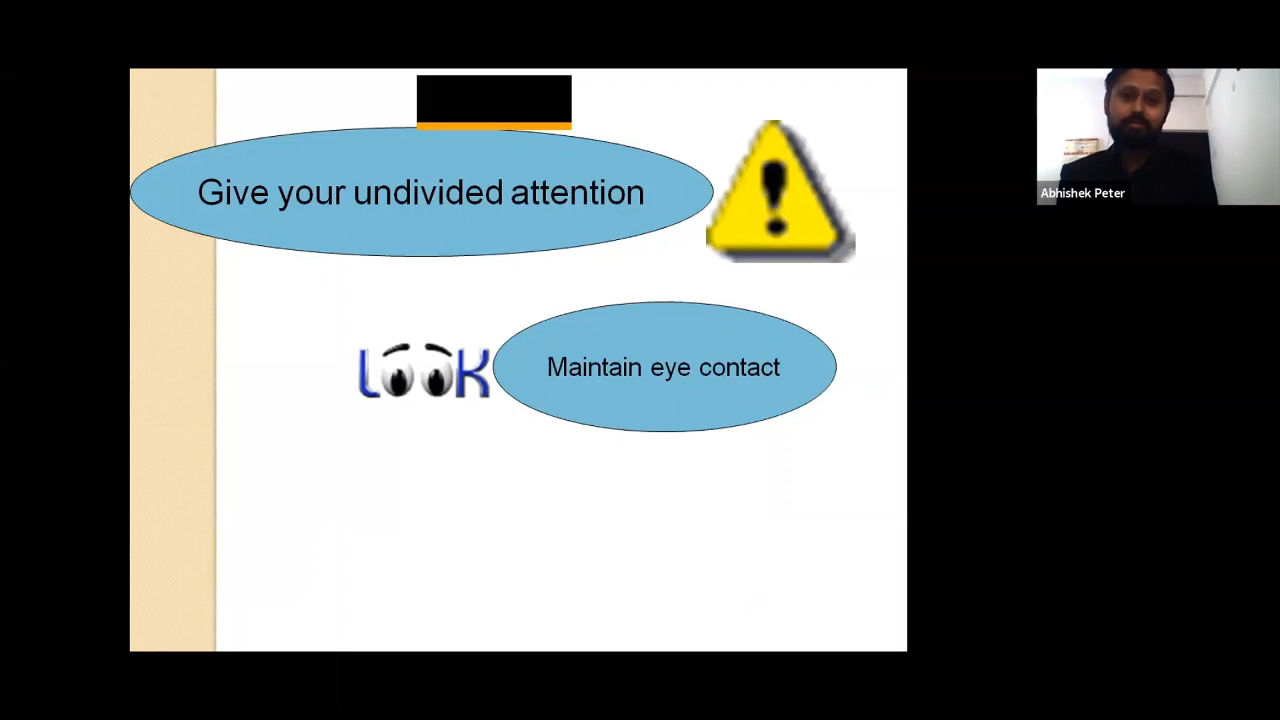 Give your undivided attention
Abhishek Peter
LOOK
Maintain eye contact